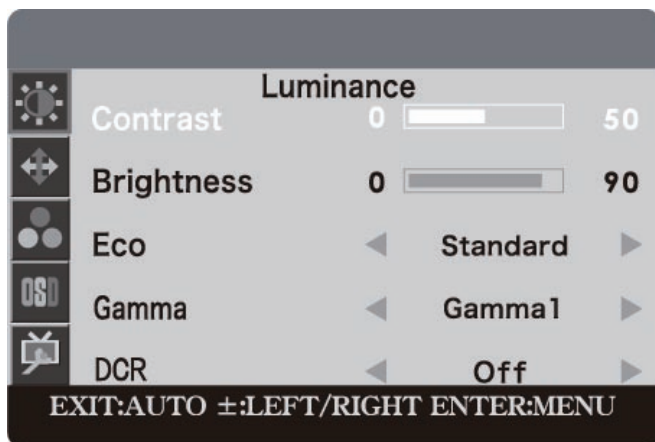 Luminance
Contrast 0 50
Brightness 0 90
Eco Standard
OSD
Gamma Gamma1
DCR Off
EXIT:AUTO ±:LEFT/RIGHT ENTER:MENU